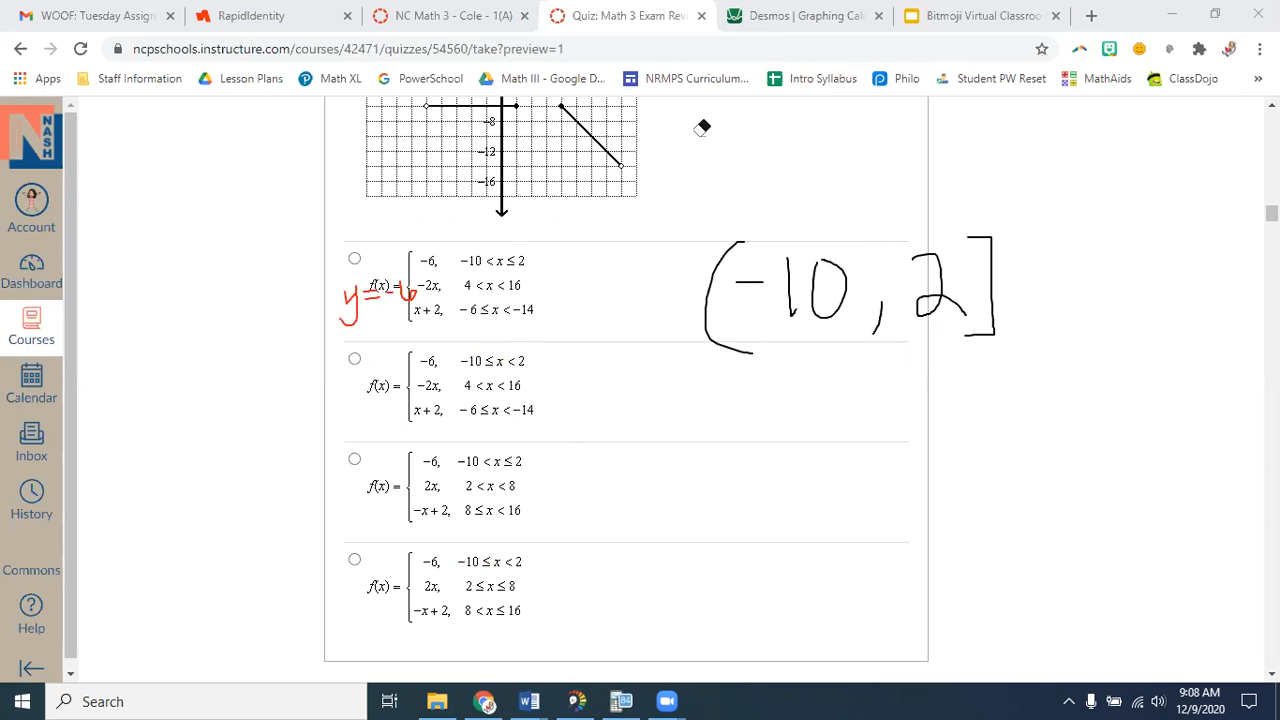 WOOF: Tuesday Assign
RapidIdentity
NC Math 3 - Cole - 1(A)
Quiz: Math 3 Exam Revi
Desmos | Graphing Cal
Bitmoji Virtual Classroo
ncpschools.instructure.com/courses/42471/quizzes/54560/take?preview=1
Apps
Staff Information
Lesson Plans
Math XL
PowerSchool
Math III - Google D...
NRMPS Curriculum...
Intro Syllabus
Philo
Student PW Reset
MathAids
ClassDojo
»
NASH
Account
Dashboard
Courses
Calendar
Inbox
History
Commons
Help
-8
-12
-16
f(x) = { −6, −10 < x ≤ 2
−2x, 4 < x < 16
x + 2, − 6 ≤ x < −14
y = -6
(-10, 2]
f(x) = { −6, −10 ≤ x < 2
−2x, 4 < x < 16
x + 2, − 6 ≤ x < −14
f(x) = { −6, −10 < x ≤ 2
2x, 2 < x < 8
−x + 2, 8 ≤ x < 16
f(x) = { −6, −10 ≤ x < 2
2x, 2 ≤ x ≤ 8
−x + 2, 8 < x ≤ 16
Search
84
9:08 AM
12/9/2020